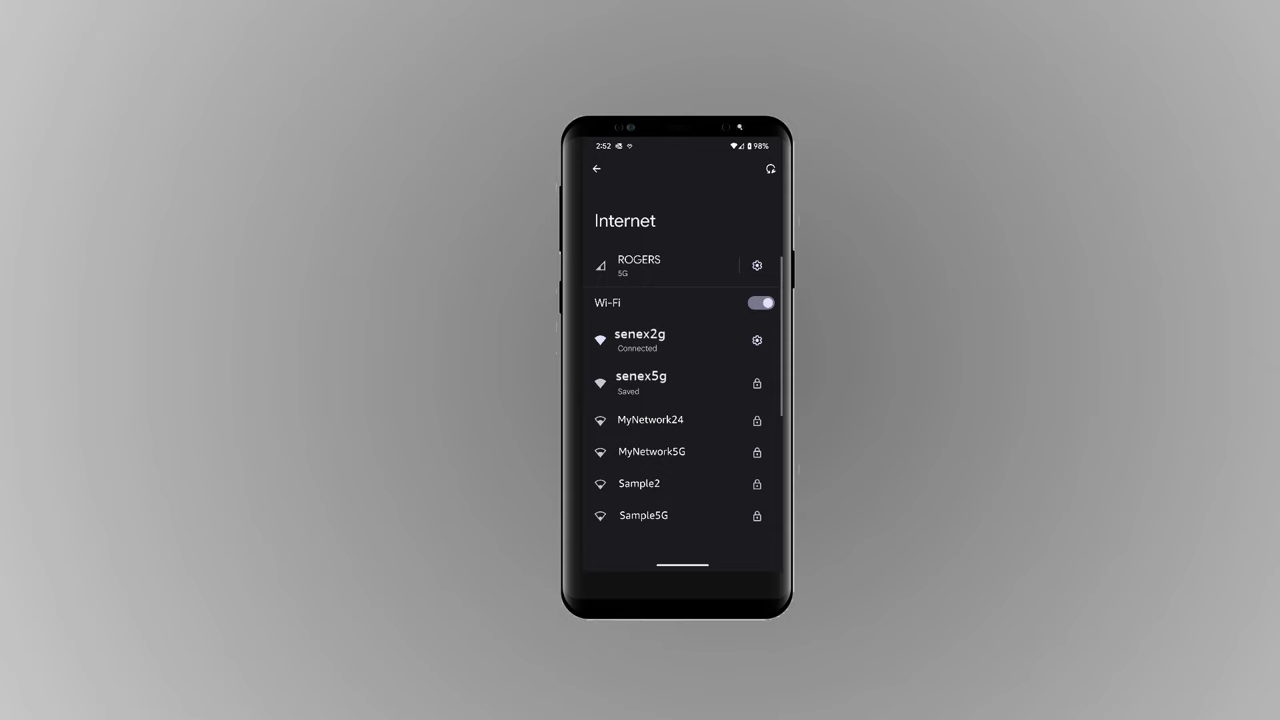 2:52 98%
Internet
ROGERS
5G
Wi-Fi
senex2g
Connected
senex5g
Saved
MyNetwork24
MyNetwork5G
Sample2
Sample5G